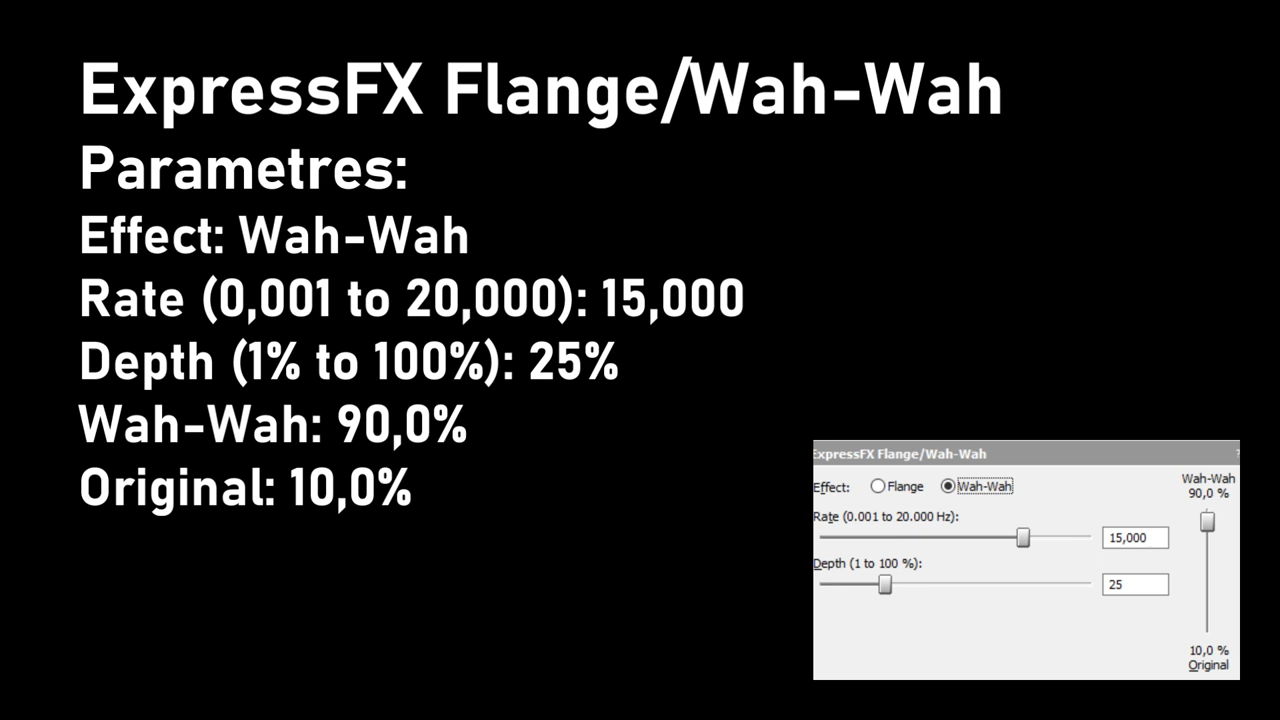 ExpressFX Flange/Wah-Wah
Parametres:
Effect: Wah-Wah
Rate (0,001 to 20,000): 15,000
Depth (1% to 100%): 25%
Wah-Wah: 90,0%
Original: 10,0%
ExpressFX Flange/Wah-Wah
Effect: Flange Wah-Wah
Wah-Wah
90,0 %
Rate (0.001 to 20.000 Hz):
15,000
Depth (1 to 100 %):
25
10,0 %
Original